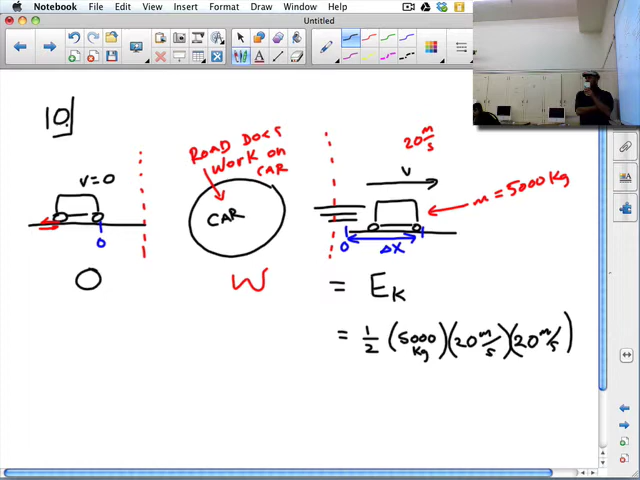 Notebook File Edit View Insert Format Draw Window Help
Untitled
10.
v=0
0
0
ROAD DOES
WORK ON
CAR
CAR
W
20 m/s
v
m = 5000 Kg
0
Δx
1
= EK
= 1/2 (5000 kg)(20 m/s)(20 m/s)